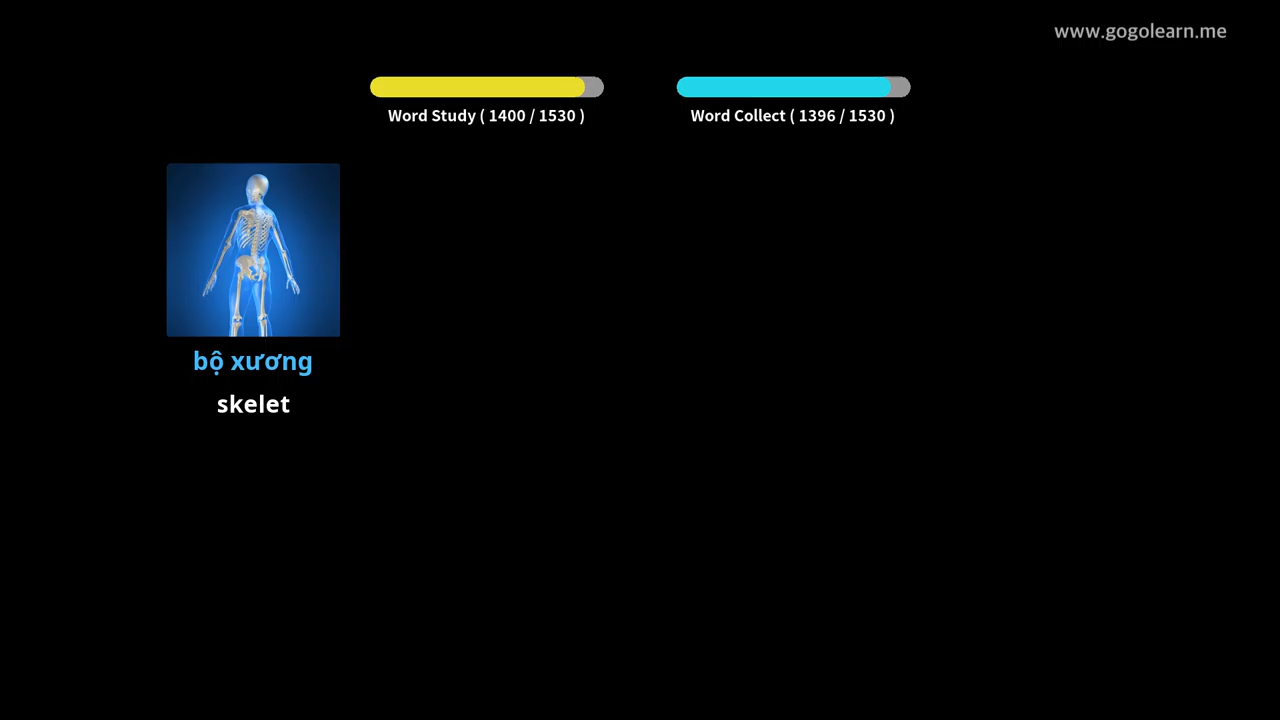 www.gogolearn.me
Word Study ( 1400 / 1530 )
Word Collect ( 1396 / 1530 )
bộ xương
skelet